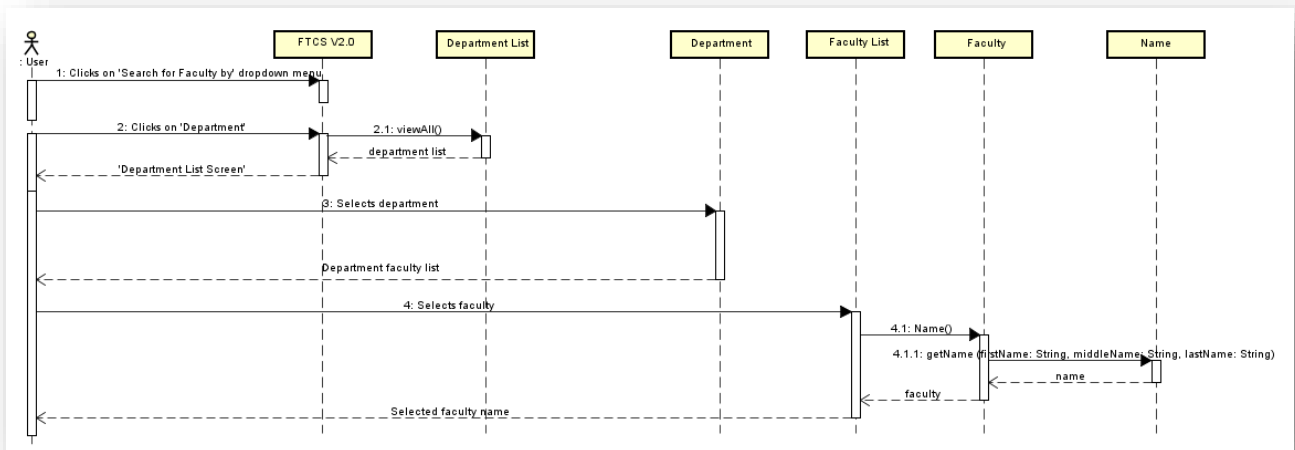 FTCS V2.0
Department List
Department
Faculty List
Faculty
Name
: User
1: Clicks on 'Search for Faculty by' dropdown menu
2: Clicks on 'Department'
2.1: viewAll()
department list
'Department List Screen'
3: Selects department
Department faculty list
4: Selects faculty
4.1: Name()
4.1.1: getName (firstName: String, middleName: String, lastName: String)
name
faculty
Selected faculty name